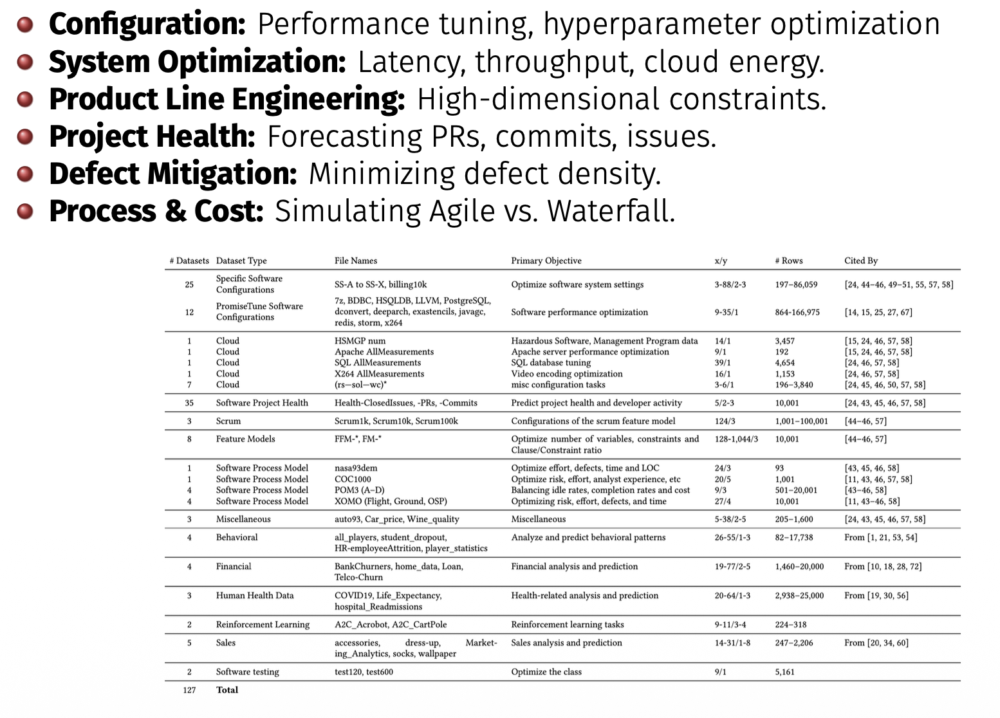 Configuration: Performance tuning, hyperparameter optimization
System Optimization: Latency, throughput, cloud energy.
Product Line Engineering: High-dimensional constraints.
Project Health: Forecasting PRs, commits, issues.
Defect Mitigation: Minimizing defect density.
Process & Cost: Simulating Agile vs. Waterfall.
# Datasets Dataset Type File Names Primary Objective x/y # Rows Cited By
25 Specific Software Configurations SS-A to SS-X, billing10k Optimize software system settings 3-88/2-3 197–86,059 [24, 44–46, 49–51, 55, 57, 58]
12 PromiseTune Software Configurations 7z, BDBC, HSQLDB, LLVM, PostgreSQL, dconvert, deeparch, exastencils, javagc, redis, storm, x264 Software performance optimization 9-35/1 864-166,975 [14, 15, 25, 27, 67]
1 Cloud HSMGP num Hazardous Software, Management Program data 14/1 3,457 [15, 24, 46, 57, 58]
1 Cloud Apache AllMeasurements Apache server performance optimization 9/1 192 [15, 24, 46, 57, 58]
1 Cloud SQL AllMeasurements SQL database tuning 39/1 4,654 [24, 46, 57, 58]
1 Cloud X264 AllMeasurements Video encoding optimization 16/1 1,153 [24, 46, 57, 58]
7 Cloud (rs—sol—wc)* misc configuration tasks 3-6/1 196–3,840 [24, 45, 46, 50, 57, 58]
35 Software Project Health Health-ClosedIssues, -PRs, -Commits Predict project health and developer activity 5/2-3 10,001 [24, 43, 45, 46, 57, 58]
3 Scrum Scrum1k, Scrum10k, Scrum100k Configurations of the scrum feature model 124/3 1,001–100,001 [44–46, 57]
8 Feature Models FFM-*, FM-* Optimize number of variables, constraints and Clause/Constraint ratio 128-1,044/3 10,001 [44–46, 57]
1 Software Process Model nasa93dem Optimize effort, defects, time and LOC 24/3 93 [43, 45, 46, 58]
1 Software Process Model COC1000 Optimize risk, effort, analyst experience, etc 20/5 1,001 [11, 43, 46, 57, 58]
4 Software Process Model POM3 (A–D) Balancing idle rates, completion rates and cost 9/3 501–20,001 [43–46, 58]
4 Software Process Model XOMO (Flight, Ground, OSP) Optimizing risk, effort, defects, and time 27/4 10,001 [11, 43–46, 58]
3 Miscellaneous auto93, Car_price, Wine_quality Miscellaneous 5-38/2-5 205–1,600 [24, 43, 45, 46, 57, 58]
4 Behavioral all_players, student_dropout, HR-employeeAttrition, player_statistics Analyze and predict behavioral patterns 26-55/1-3 82–17,738 From [1, 21, 53, 54]
4 Financial BankChurners, home_data, Loan, Telco-Churn Financial analysis and prediction 19-77/2-5 1,460–20,000 From [10, 18, 28, 72]
3 Human Health Data COVID19, Life_Expectancy, hospital_Readmissions Health-related analysis and prediction 20-64/1-3 2,938–25,000 From [19, 30, 56]
2 Reinforcement Learning A2C_Acrobot, A2C_CartPole Reinforcement learning tasks 9-11/3-4 224–318
5 Sales accessories, dress-up, Market-ing_Analytics, socks, wallpaper Sales analysis and prediction 14-31/1-8 247–2,206 From [20, 34, 60]
2 Software testing test120, test600 Optimize the class 9/1 5,161
127 Total